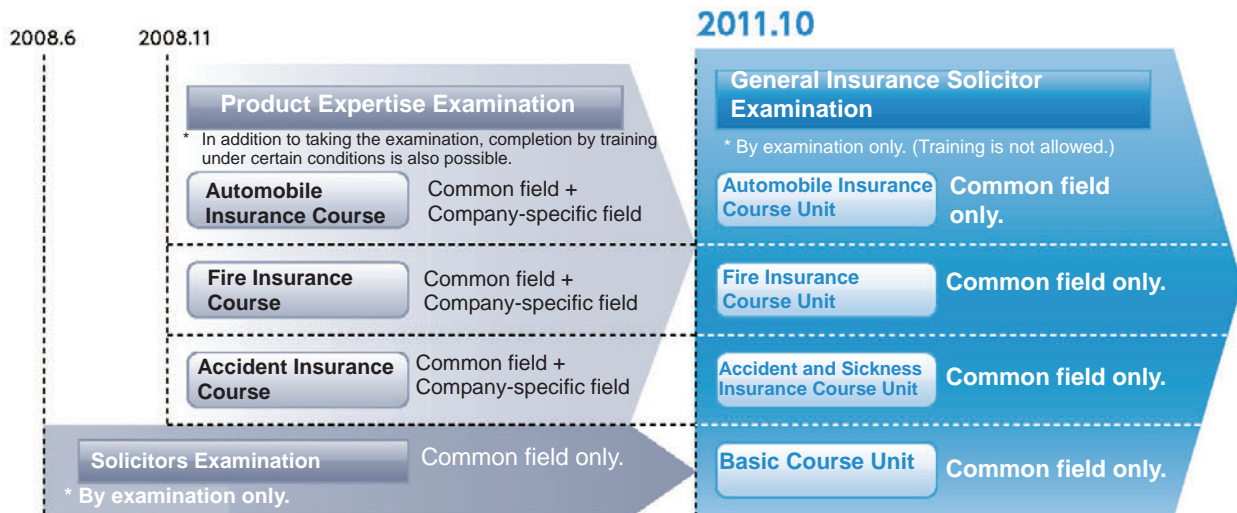 2008.6
2008.11
2011.10
Product Expertise Examination
* In addition to taking the examination, completion by training
under certain conditions is also possible.
Automobile
Insurance Course
Common field +
Company-specific field
Fire Insurance
Course
Common field +
Company-specific field
Accident Insurance
Course
Common field +
Company-specific field
Solicitors Examination
Common field only.
* By examination only.
General Insurance Solicitor
Examination
* By examination only. (Training is not allowed.)
Automobile Insurance
Course Unit
Common field
only.
Fire Insurance
Course Unit
Common field only.
Accident and Sickness
Insurance Course Unit
Common field only.
Basic Course Unit
Common field only.